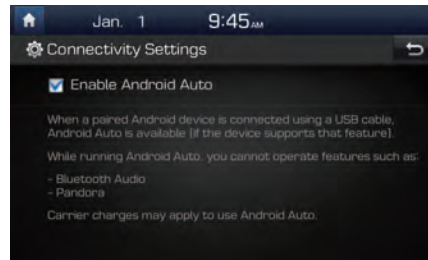 Jan. 1 9:45 AM
Connectivity Settings
Enable Android Auto
When a paired Android device is connected using a USB cable,
Android Auto is available (if the device supports that feature).
While running Android Auto, you cannot operate features such as:
- Bluetooth Audio
- Pandora
Carrier charges may apply to use Android Auto.